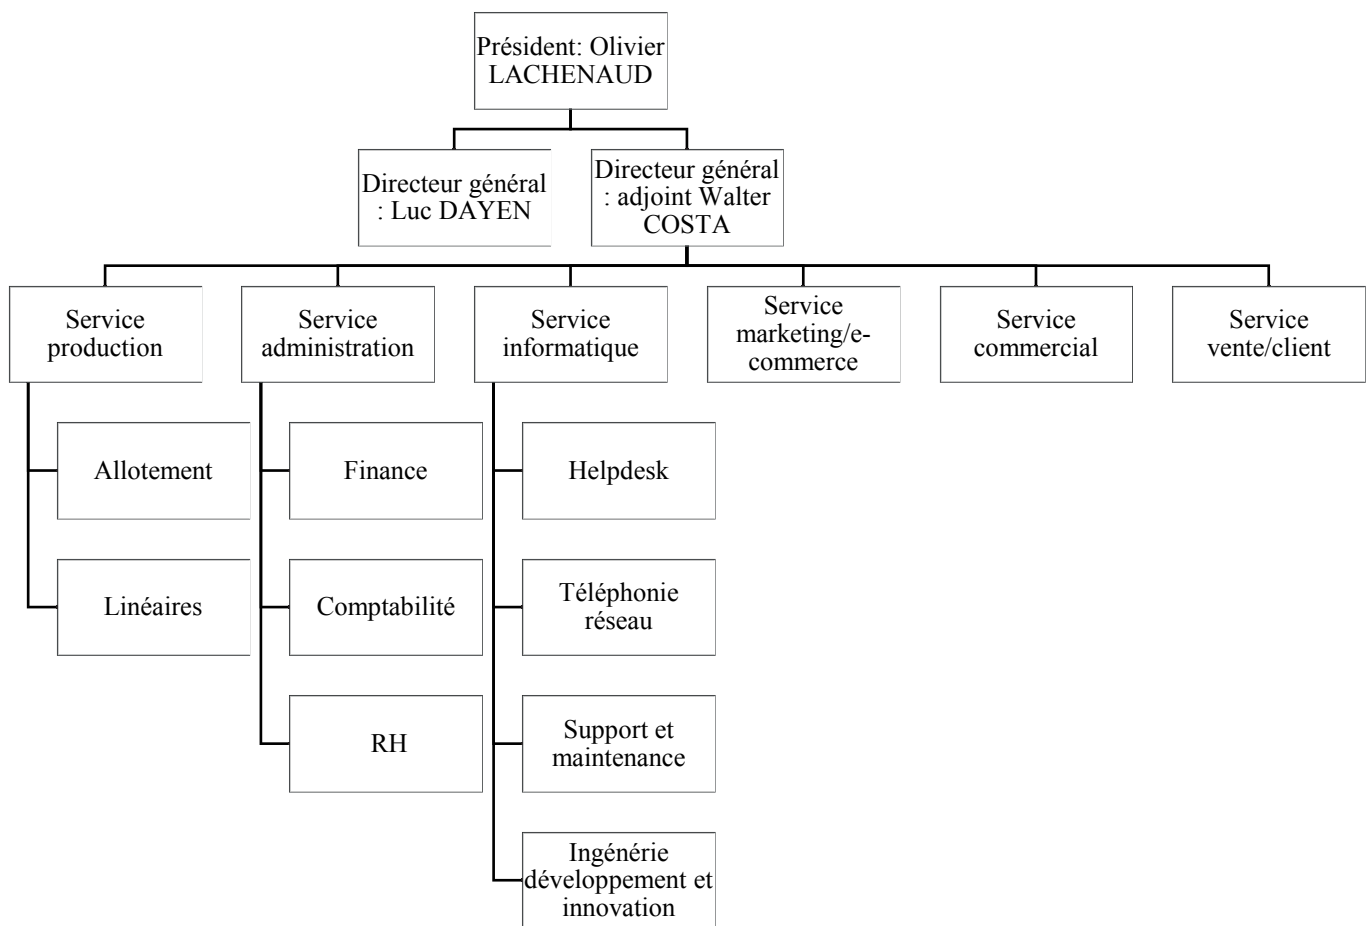 Président: Olivier
LACHENAUD
Directeur général
: Luc DAYEN
Directeur général
: adjoint Walter
COSTA
Service
production
Service
administration
Service
informatique
Service
marketing/e-
commerce
Service
commercial
Service
vente/client
Allotement
Finance
Helpdesk
Linéaires
Comptabilité
Téléphonie
réseau
RH
Support et
maintenance
Ingénérie
développement et
innovation